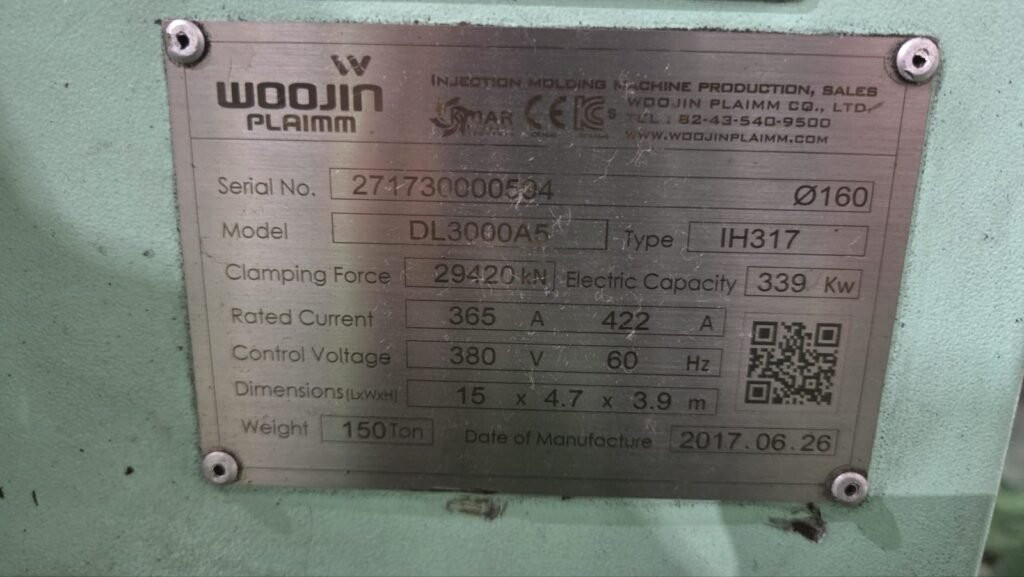 WOOJIN
PLAIMM
INJECTION MOLDING MACHINE PRODUCTION, SALES
WOOJIN PLAIMM CO., LTD.
TEL : 82-43-540-9500
WWW.WOOJINPLAIMM.COM
CE
Serial No. 271730000504 Ø160
Model DL3000A5 Type IH317
Clamping Force 29420 kN Electric Capacity 339 Kw
Rated Current 365 A 422 A
Control Voltage 380 V 60 Hz
Dimensions(LxWxH) 15 x 4.7 x 3.9 m
Weight 150Ton Date of Manufacture 2017.06.26